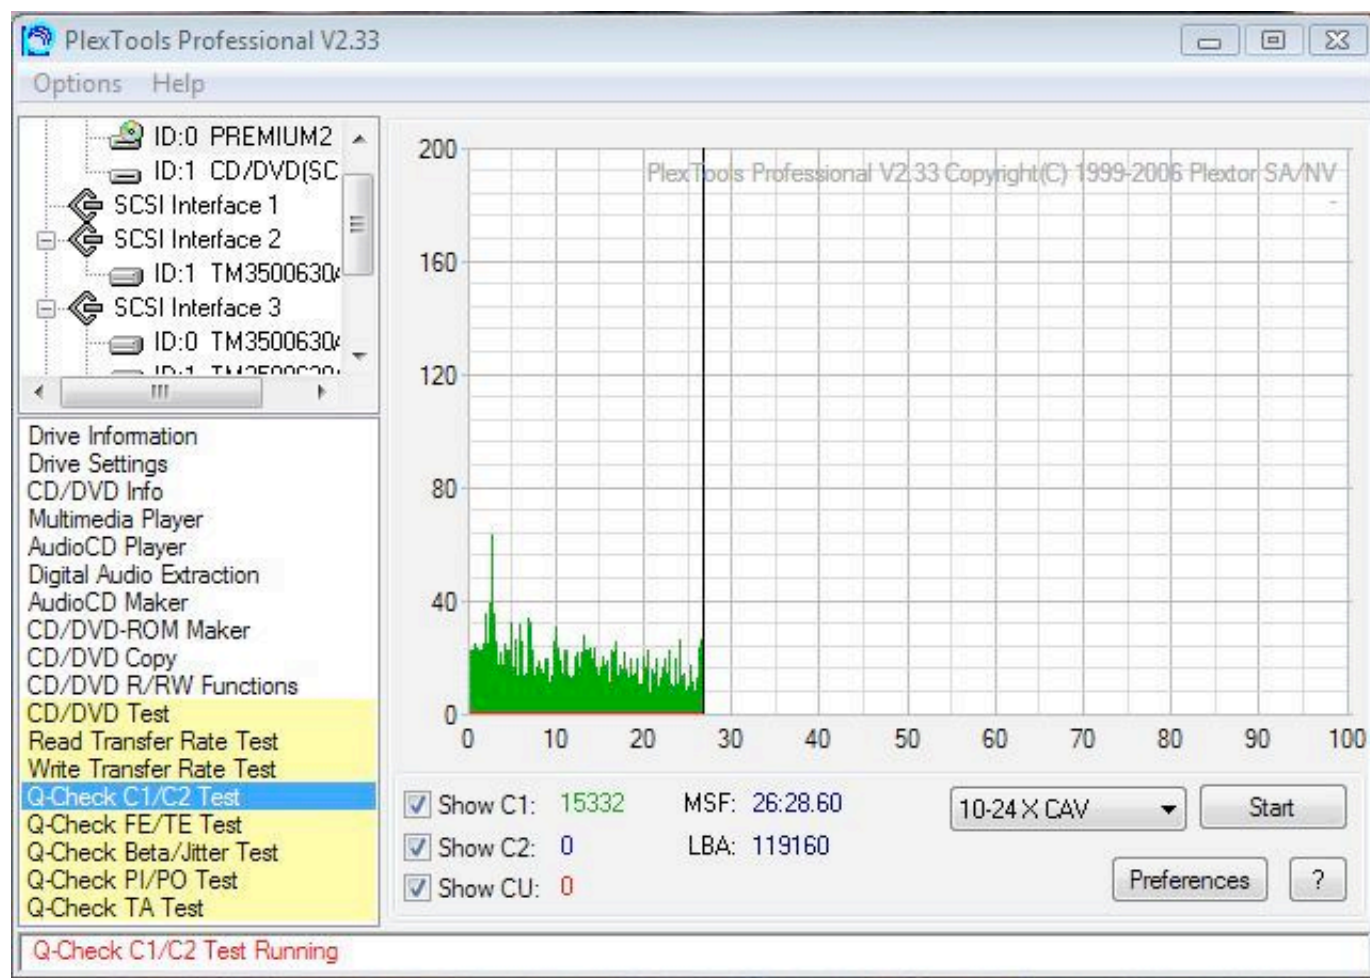 PlexTools Professional V2.33
Options Help
ID:0 PREMIUM2
ID:1 CD/DVD(SC
SCSI Interface 1
SCSI Interface 2
ID:1 TM3500630
SCSI Interface 3
ID:0 TM3500630
Drive Information
Drive Settings
CD/DVD Info
Multimedia Player
AudioCD Player
Digital Audio Extraction
AudioCD Maker
CD/DVD-ROM Maker
CD/DVD Copy
CD/DVD R/RW Functions
CD/DVD Test
Read Transfer Rate Test
Write Transfer Rate Test
Q-Check C1/C2 Test
Q-Check FE/TE Test
Q-Check Beta/Jitter Test
Q-Check PI/PO Test
Q-Check TA Test
PlexTools Professional V2.33 Copyright(C) 1999-2006 Plextor SA/NV
200
160
120
80
40
0
0 10 20 30 40 50 60 70 80 90 100
Show C1: 15332 MSF: 26:28.60 10-24 X CAV Start
Show C2: 0 LBA: 119160
Show CU: 0 Preferences ?
Q-Check C1/C2 Test Running